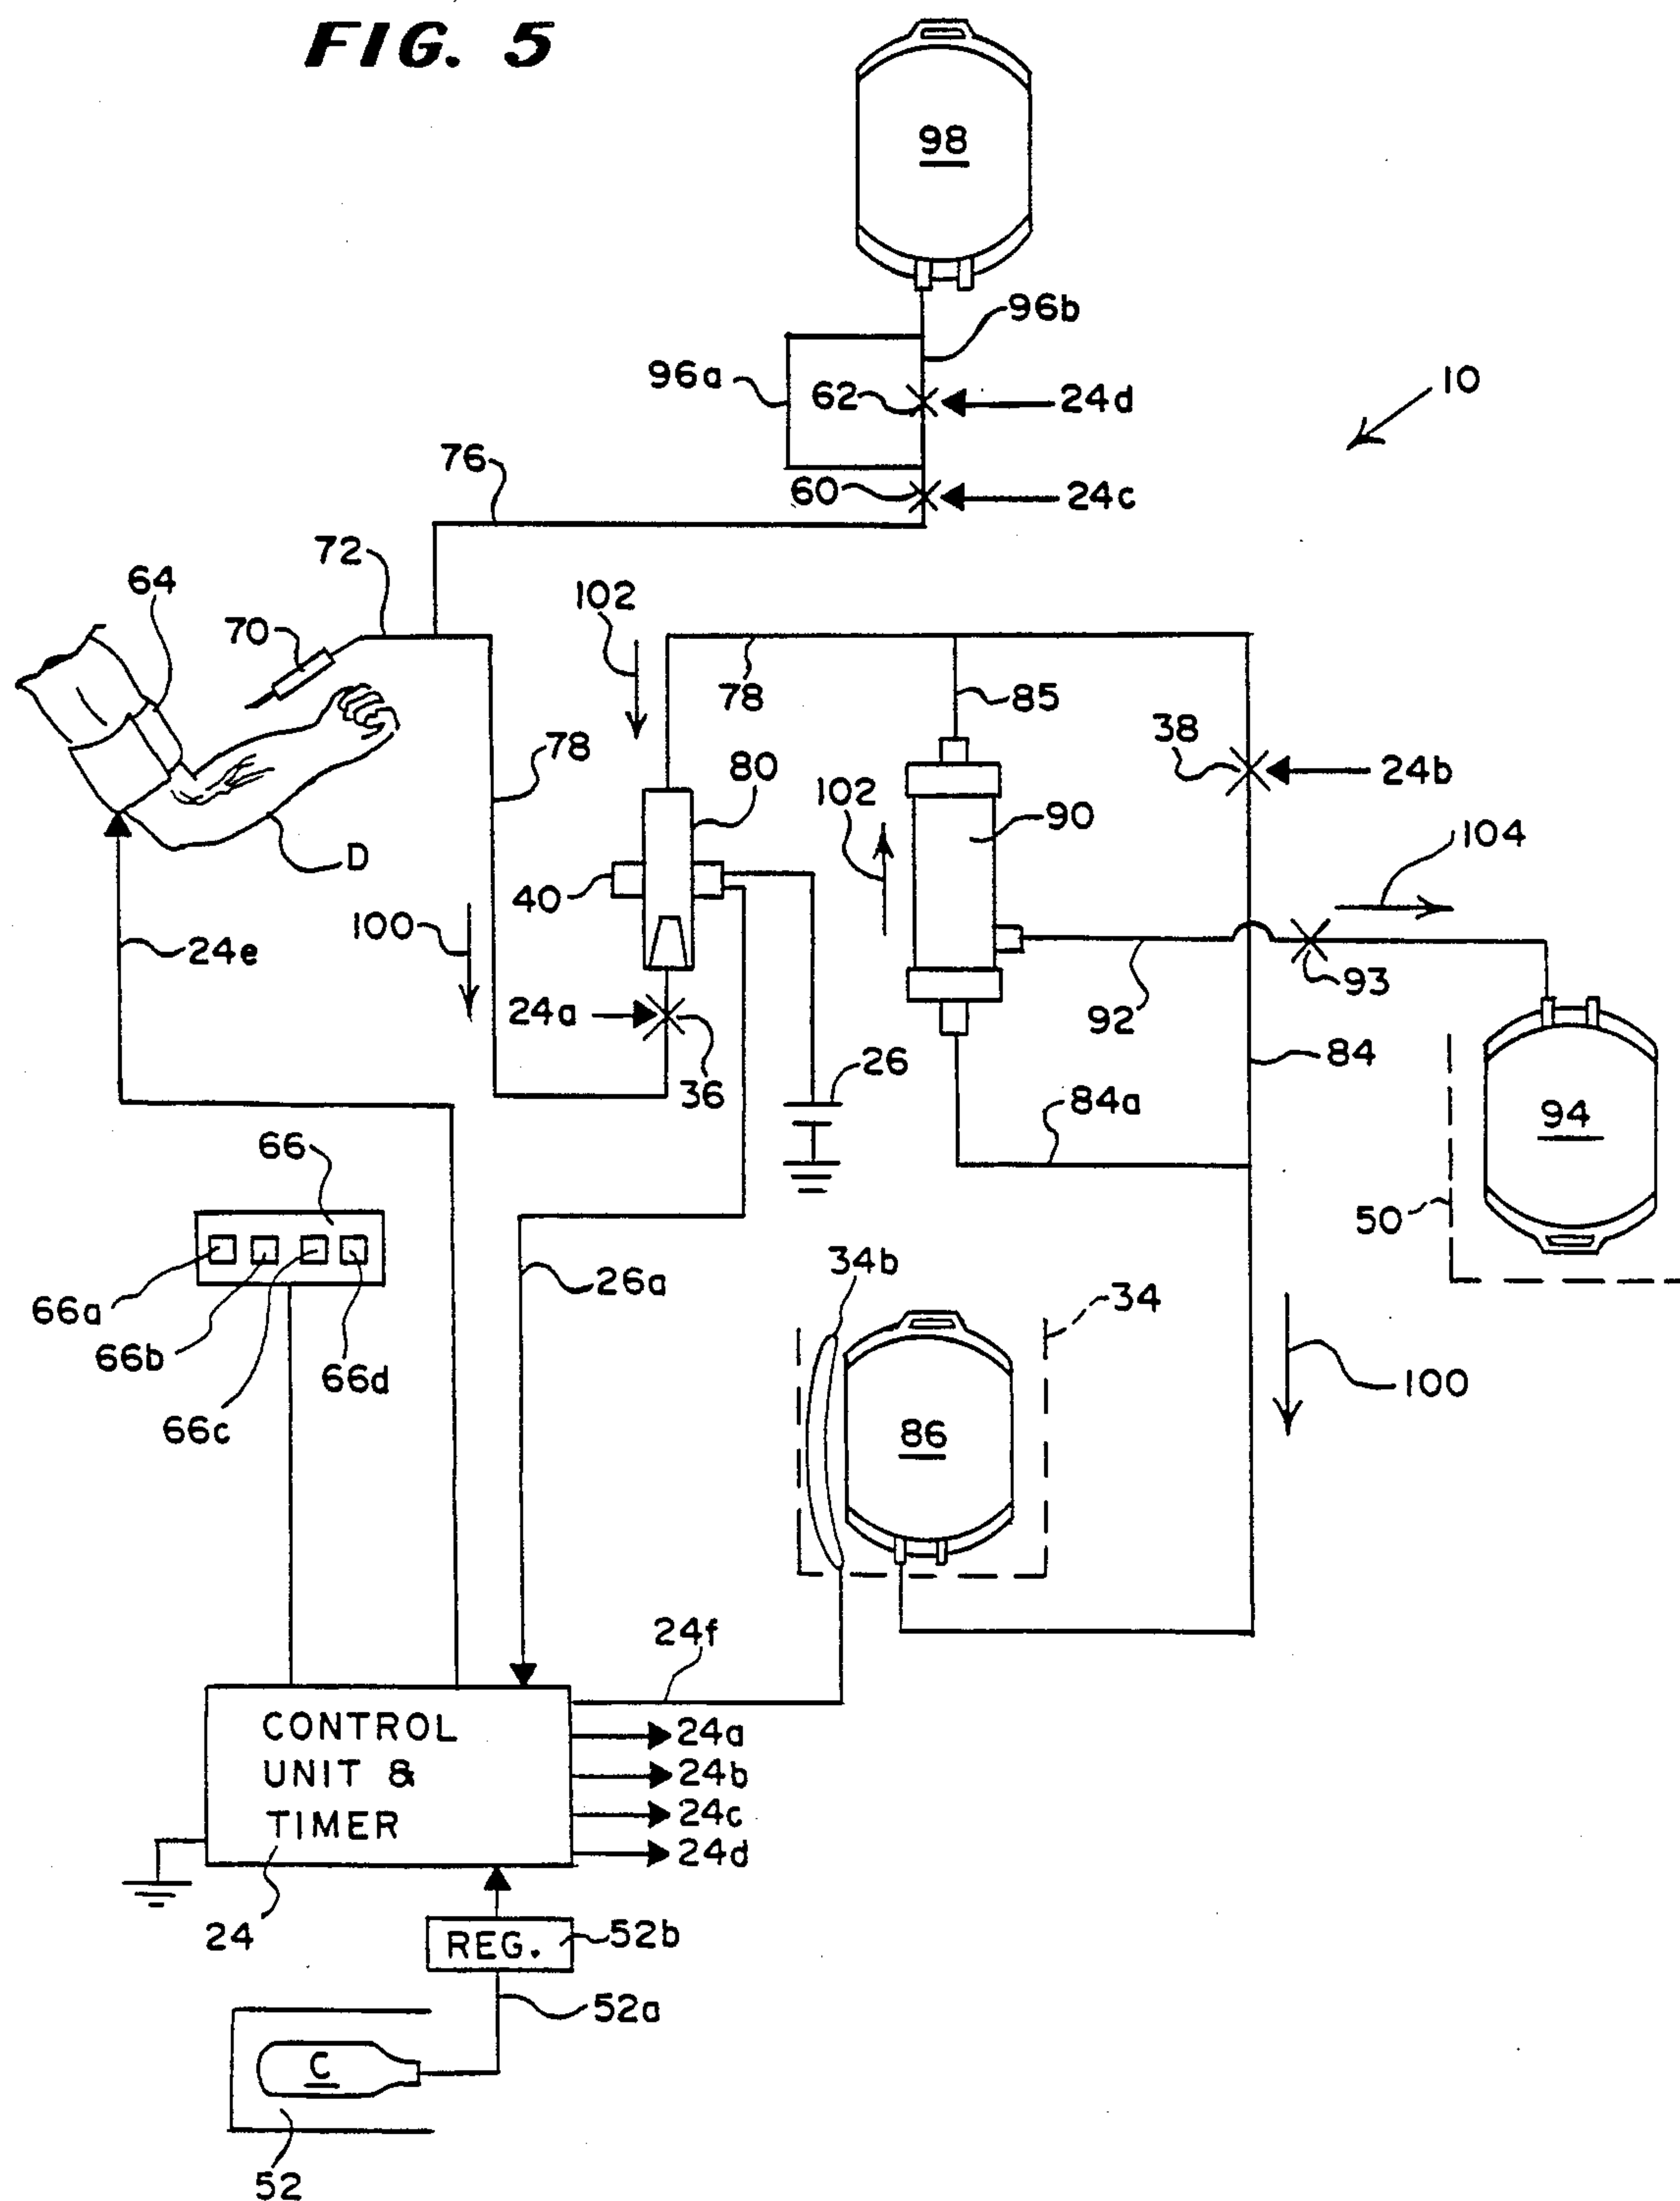 FIG. 5
98
96b
96a
62
24d
10
76
60
24c
72
64
102
70
78
85
38
78
80
24b
102
90
104
D
40
100
24e
24a
93
92
36
26
84
84a
94
66
50
34b
26a
34
66a
66b
66d
100
66c
86
24f
CONTROL
24a
UNIT &
24b
24c
TIMER
24d
24
REG.
52b
52a
C
52